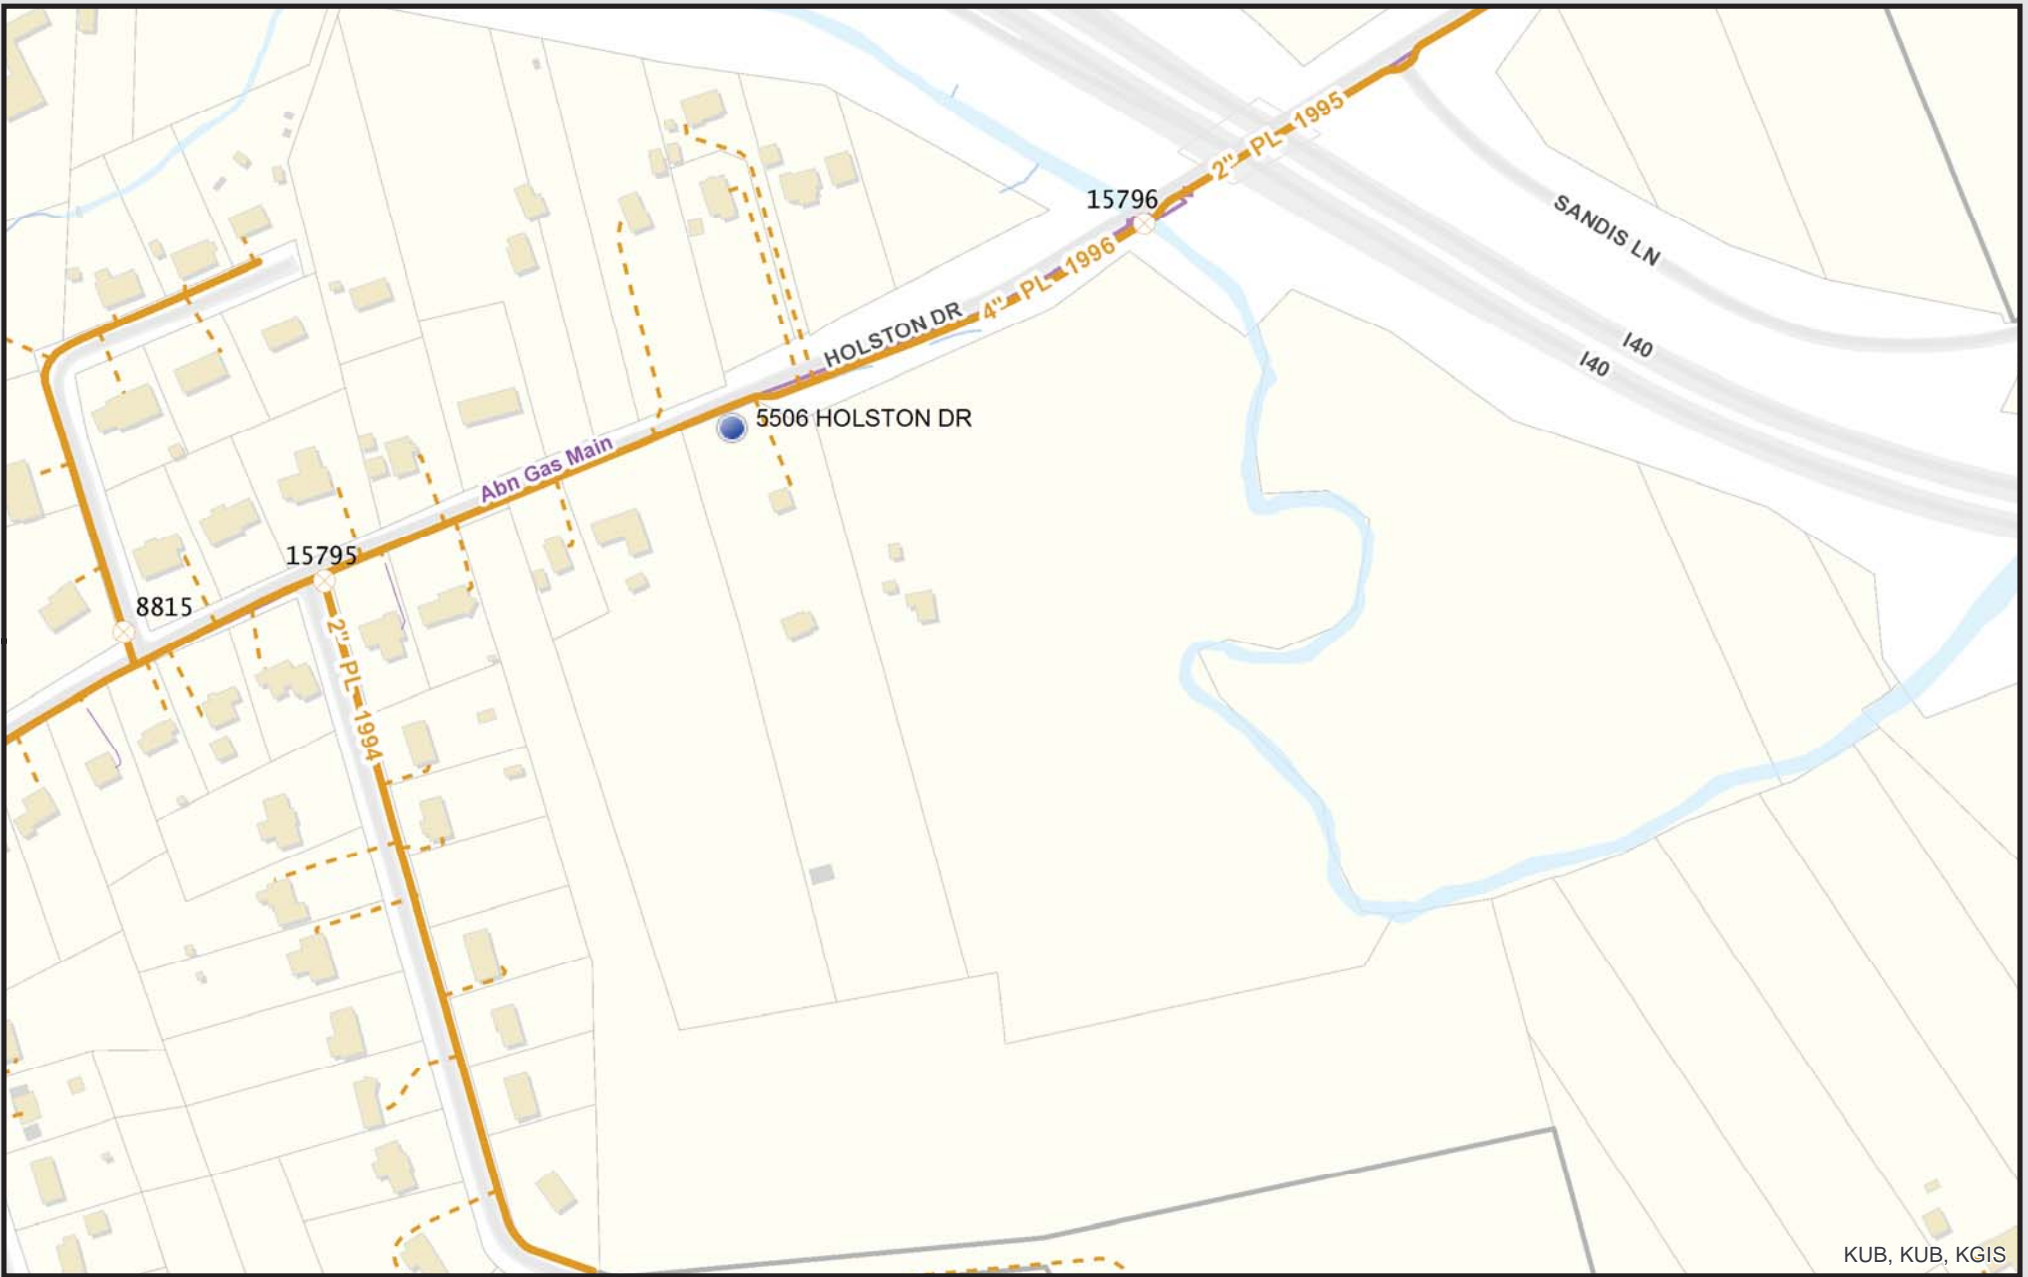 2" PL 1995
15796
SANDIS LN
4" PL 1996
HOLSTON DR
I40
I40
5506 HOLSTON DR
Abn Gas Main
15795
8815
2" PL 1994
KUB, KUB, KGIS